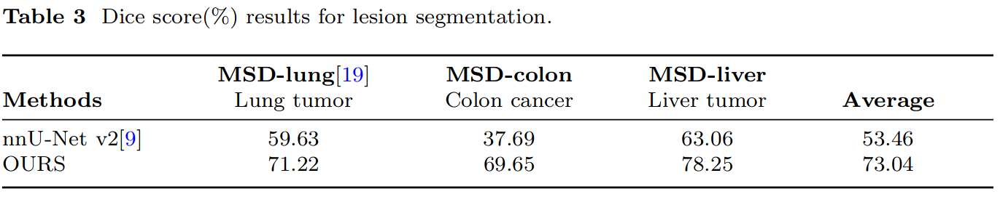 Table 3 Dice score(%) results for lesion segmentation.
MSD-lung[19] MSD-colon MSD-liver
Methods Lung tumor Colon cancer Liver tumor Average
nnU-Net v2[9] 59.63 37.69 63.06 53.46
OURS 71.22 69.65 78.25 73.04